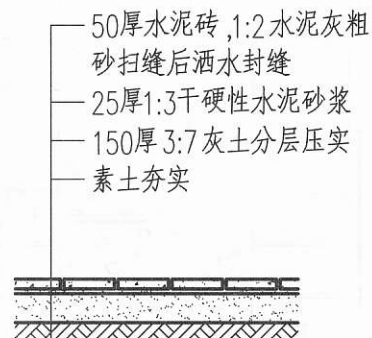 50厚水泥砖,1:2水泥灰粗
砂扫缝后洒水封缝
25厚1:3干硬性水泥砂浆
150厚3:7灰土分层压实
素土夯实